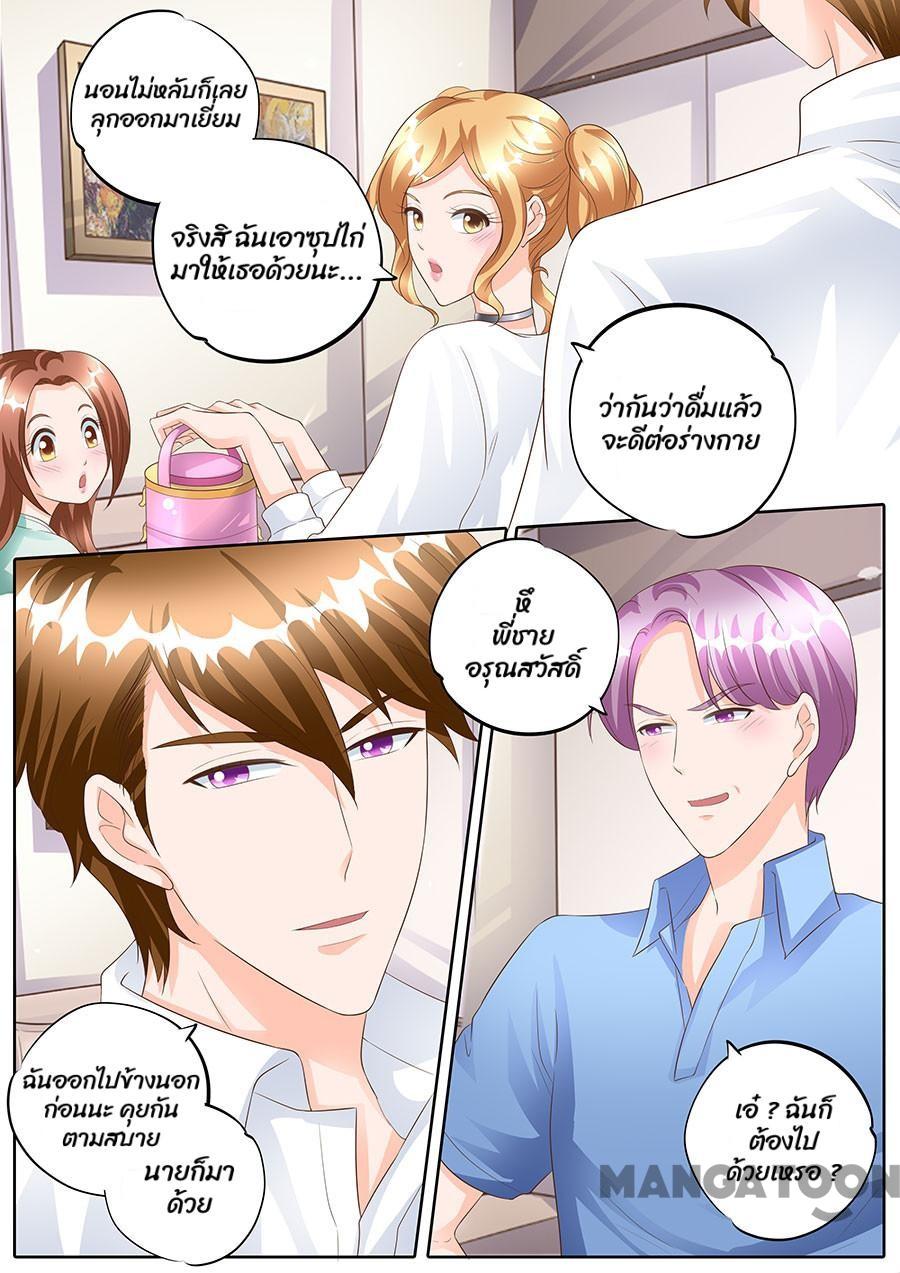 นอนไม่หลับก็เลย
ลุกออกมาเยี่ยม
จริงสิ ฉันเอาซุปไก่
มาให้เธอด้วยนะ...
ว่ากันว่าดื่มแล้ว
จะดีต่อร่างกาย
หึ
พี่ชาย
อรุณสวัสดิ์
ฉันออกไปข้างนอก
ก่อนนะ คุยกัน
ตามสบาย
นายก็มา
ด้วย
เอ๋ ? ฉันก็
ต้องไป
ด้วยเหรอ ?
MANGATOON